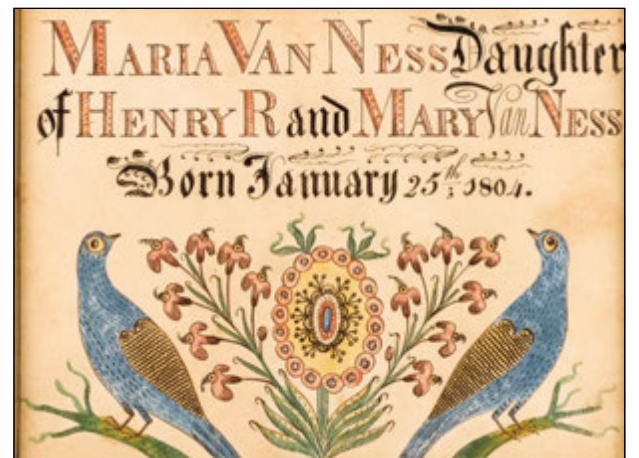 MARIA VAN NESS Daughter
of HENRY R and MARY Van NESS
Born January 25th 1804.